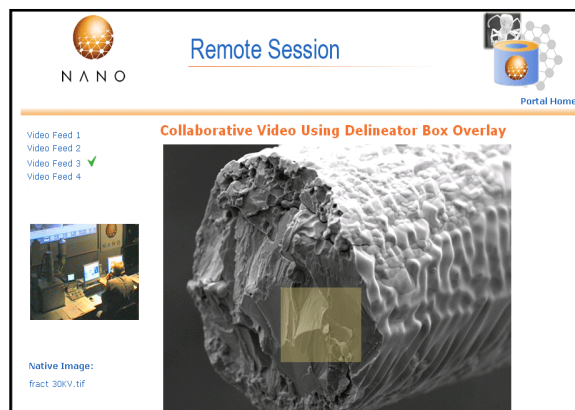 NANO
Remote Session
Portal Home
Video Feed 1
Video Feed 2
Video Feed 3
Video Feed 4
Collaborative Video Using Delineator Box Overlay
NANO
Native Image:
fract 30KV.tif